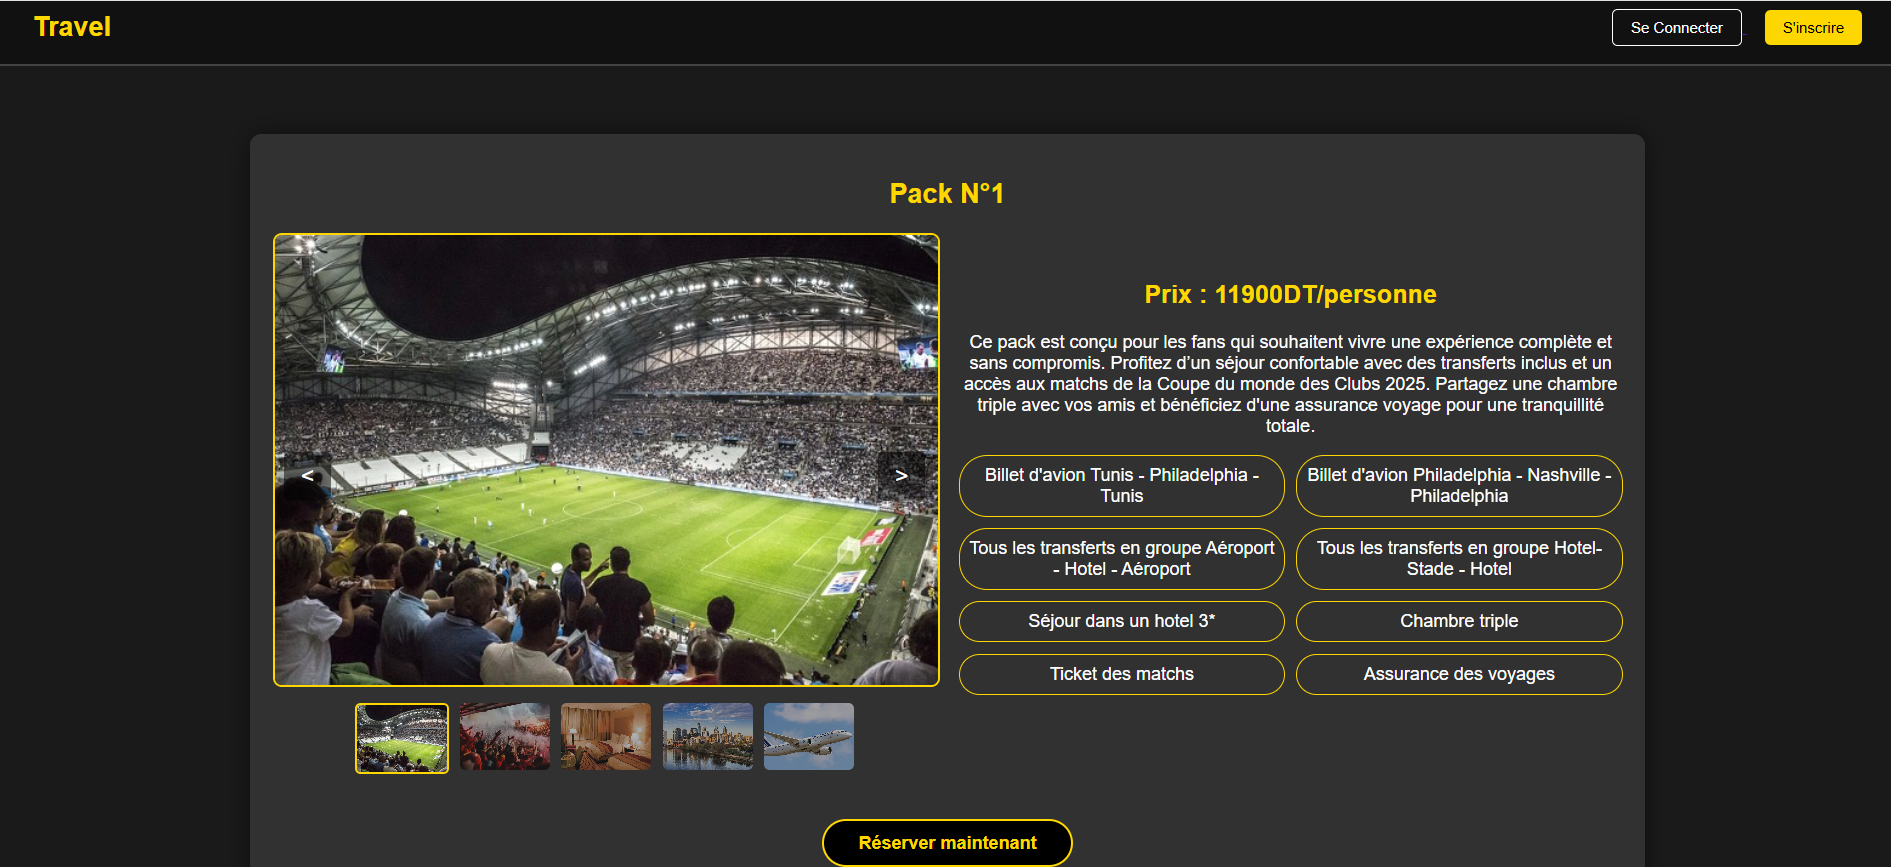 Travel
Se Connecter
S'inscrire
Pack N°1
<
>
Prix : 11900DT/personne
Ce pack est conçu pour les fans qui souhaitent vivre une expérience complète et
sans compromis. Profitez d’un séjour confortable avec des transferts inclus et un
accès aux matchs de la Coupe du monde des Clubs 2025. Partagez une chambre
triple avec vos amis et bénéficiez d'une assurance voyage pour une tranquillité
totale.
Billet d'avion Tunis - Philadelphia -
Tunis
Billet d'avion Philadelphia - Nashville -
Philadelphia
Tous les transferts en groupe Aéroport
- Hotel - Aéroport
Tous les transferts en groupe Hotel-
Stade - Hotel
Séjour dans un hotel 3*
Chambre triple
Ticket des matchs
Assurance des voyages
Réserver maintenant